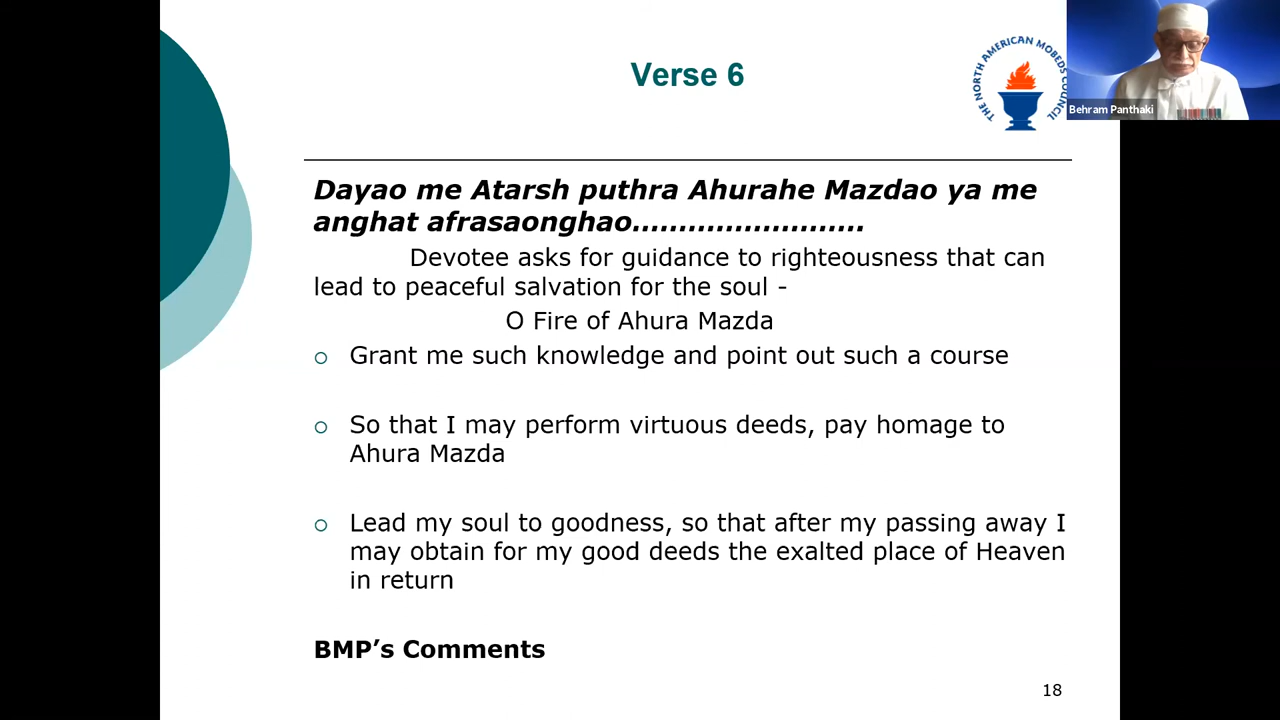 Verse 6
THE NORTH AMERICAN MOBEDS COUNCIL
Behram Panthaki
Dayao me Atarsh puthra Ahurahe Mazdao ya me
anghat afrasaonghao.........................
Devotee asks for guidance to righteousness that can
lead to peaceful salvation for the soul -
O Fire of Ahura Mazda
Grant me such knowledge and point out such a course
So that I may perform virtuous deeds, pay homage to
Ahura Mazda
Lead my soul to goodness, so that after my passing away I
may obtain for my good deeds the exalted place of Heaven
in return
BMP’s Comments
18